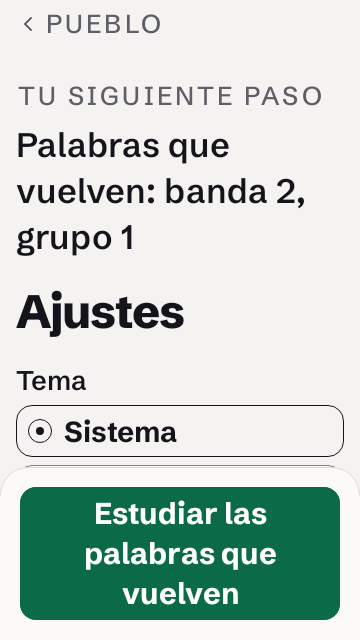 PUEBLO
TU SIGUIENTE PASO
Palabras que
vuelven: banda 2,
grupo 1
Ajustes
Tema
Sistema
Estudiar las
palabras que
vuelven